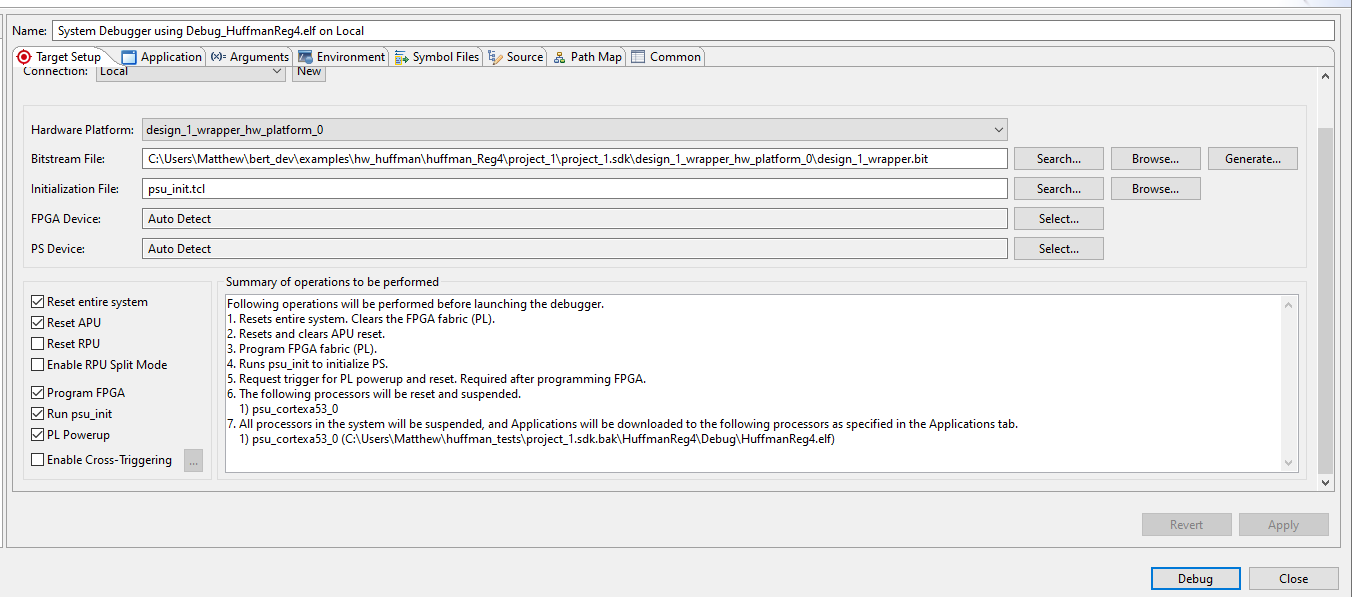 Name: System Debugger using Debug_HuffmanReg4.elf on Local
Target Setup Application (x)= Arguments Environment Symbol Files Source Path Map Common
Connection: Local New
Hardware Platform: design_1_wrapper_hw_platform_0
Bitstream File: C:\Users\Matthew\bert_dev\examples\hw_huffman\huffman_Reg4\project_1\project_1.sdk\design_1_wrapper_hw_platform_0\design_1_wrapper.bit Search... Browse... Generate...
Initialization File: psu_init.tcl Search... Browse...
FPGA Device: Auto Detect Select...
PS Device: Auto Detect Select...
Reset entire system
Reset APU
Reset RPU
Enable RPU Split Mode
Program FPGA
Run psu_init
PL Powerup
Enable Cross-Triggering ...
Summary of operations to be performed
Following operations will be performed before launching the debugger.
1. Resets entire system. Clears the FPGA fabric (PL).
2. Resets and clears APU reset.
3. Program FPGA fabric (PL).
4. Runs psu_init to initialize PS.
5. Request trigger for PL powerup and reset. Required after programming FPGA.
6. The following processors will be reset and suspended.
1) psu_cortexa53_0
7. All processors in the system will be suspended, and Applications will be downloaded to the following processors as specified in the Applications tab.
1) psu_cortexa53_0 (C:\Users\Matthew\huffman_tests\project_1.sdk.bak\HuffmanReg4\Debug\HuffmanReg4.elf)
Revert Apply
Debug Close